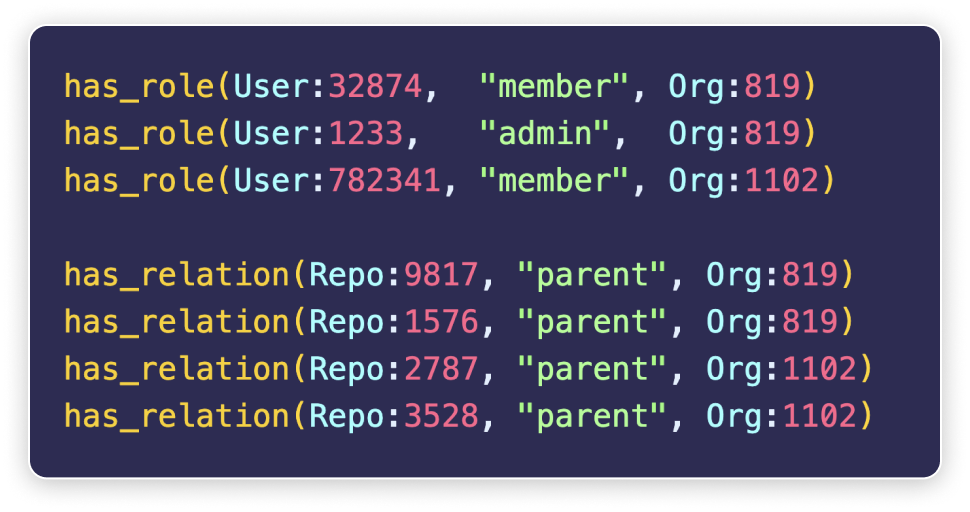 has_role(User:32874,  "member", Org:819)
has_role(User:1233,   "admin",  Org:819)
has_role(User:782341, "member", Org:1102)
has_relation(Repo:9817, "parent", Org:819)
has_relation(Repo:1576, "parent", Org:819)
has_relation(Repo:2787, "parent", Org:1102)
has_relation(Repo:3528, "parent", Org:1102)